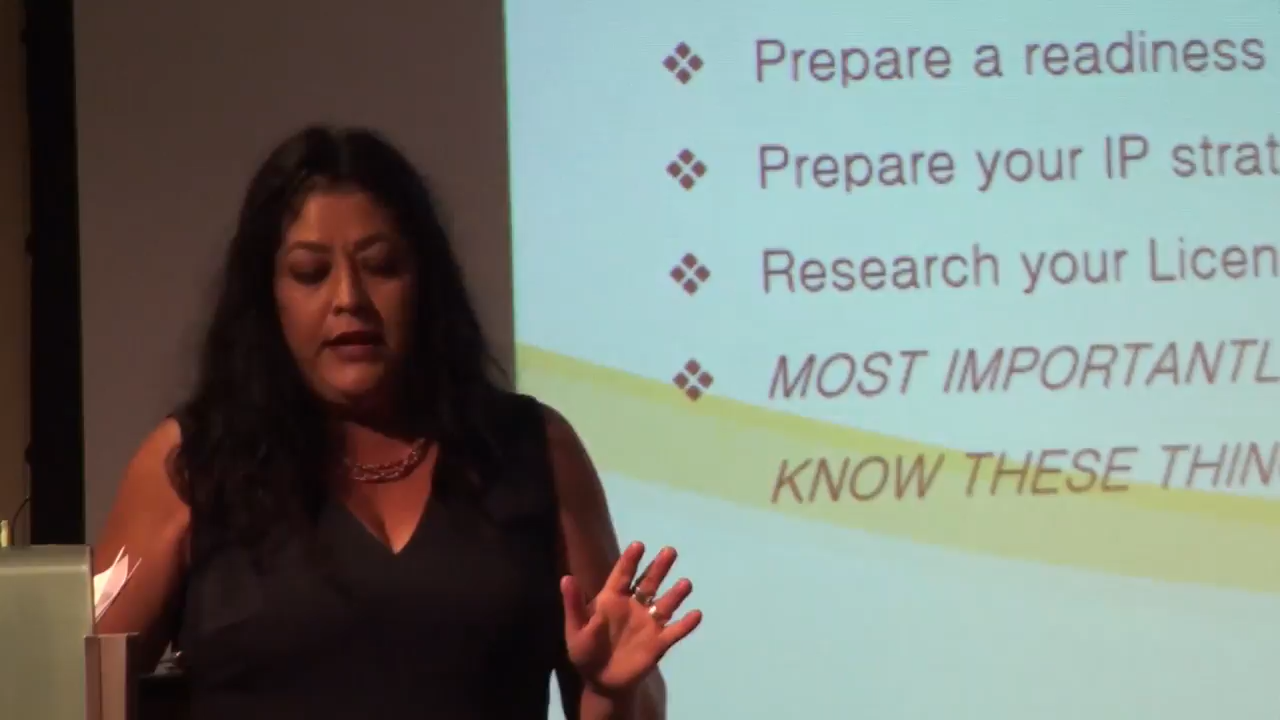 Prepare a readiness
Prepare your IP strat
Research your Licen
MOST IMPORTANTL
KNOW THESE THIN